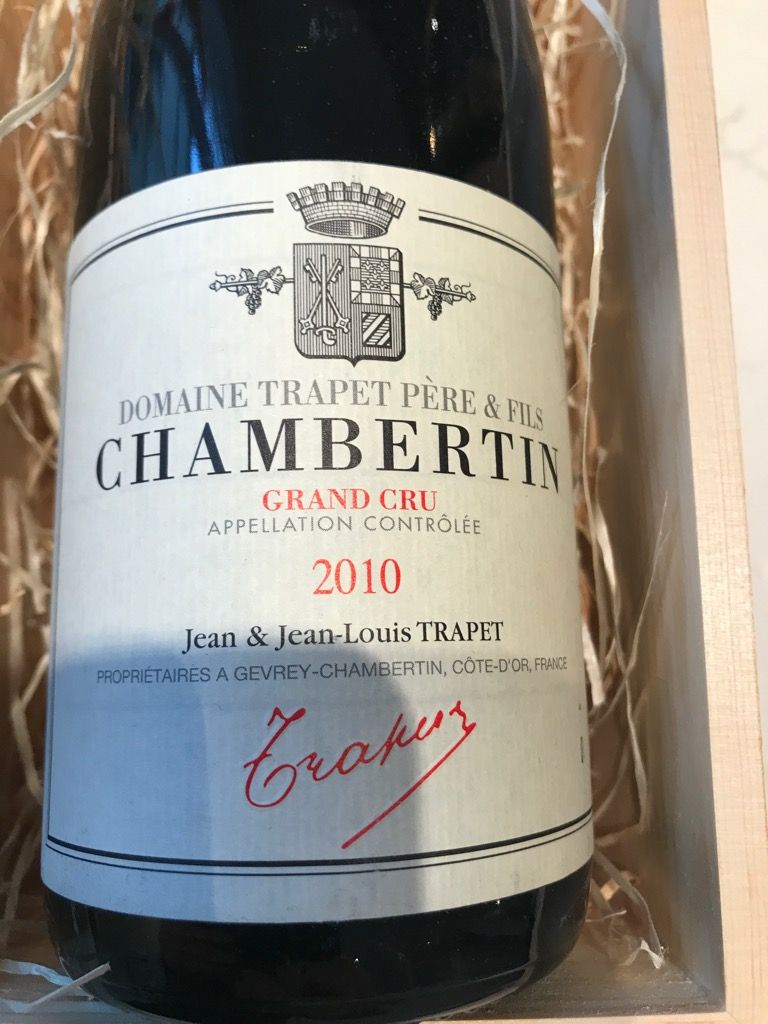 DOMAINE TRAPET PÈRE & FILS
CHAMBERTIN
GRAND CRU
APPELLATION CONTRÔLÉE
2010
Jean & Jean-Louis TRAPET
PROPRIÉTAIRES A GEVREY-CHAMBERTIN, CÔTE-D'OR, FRANCE
Trapet